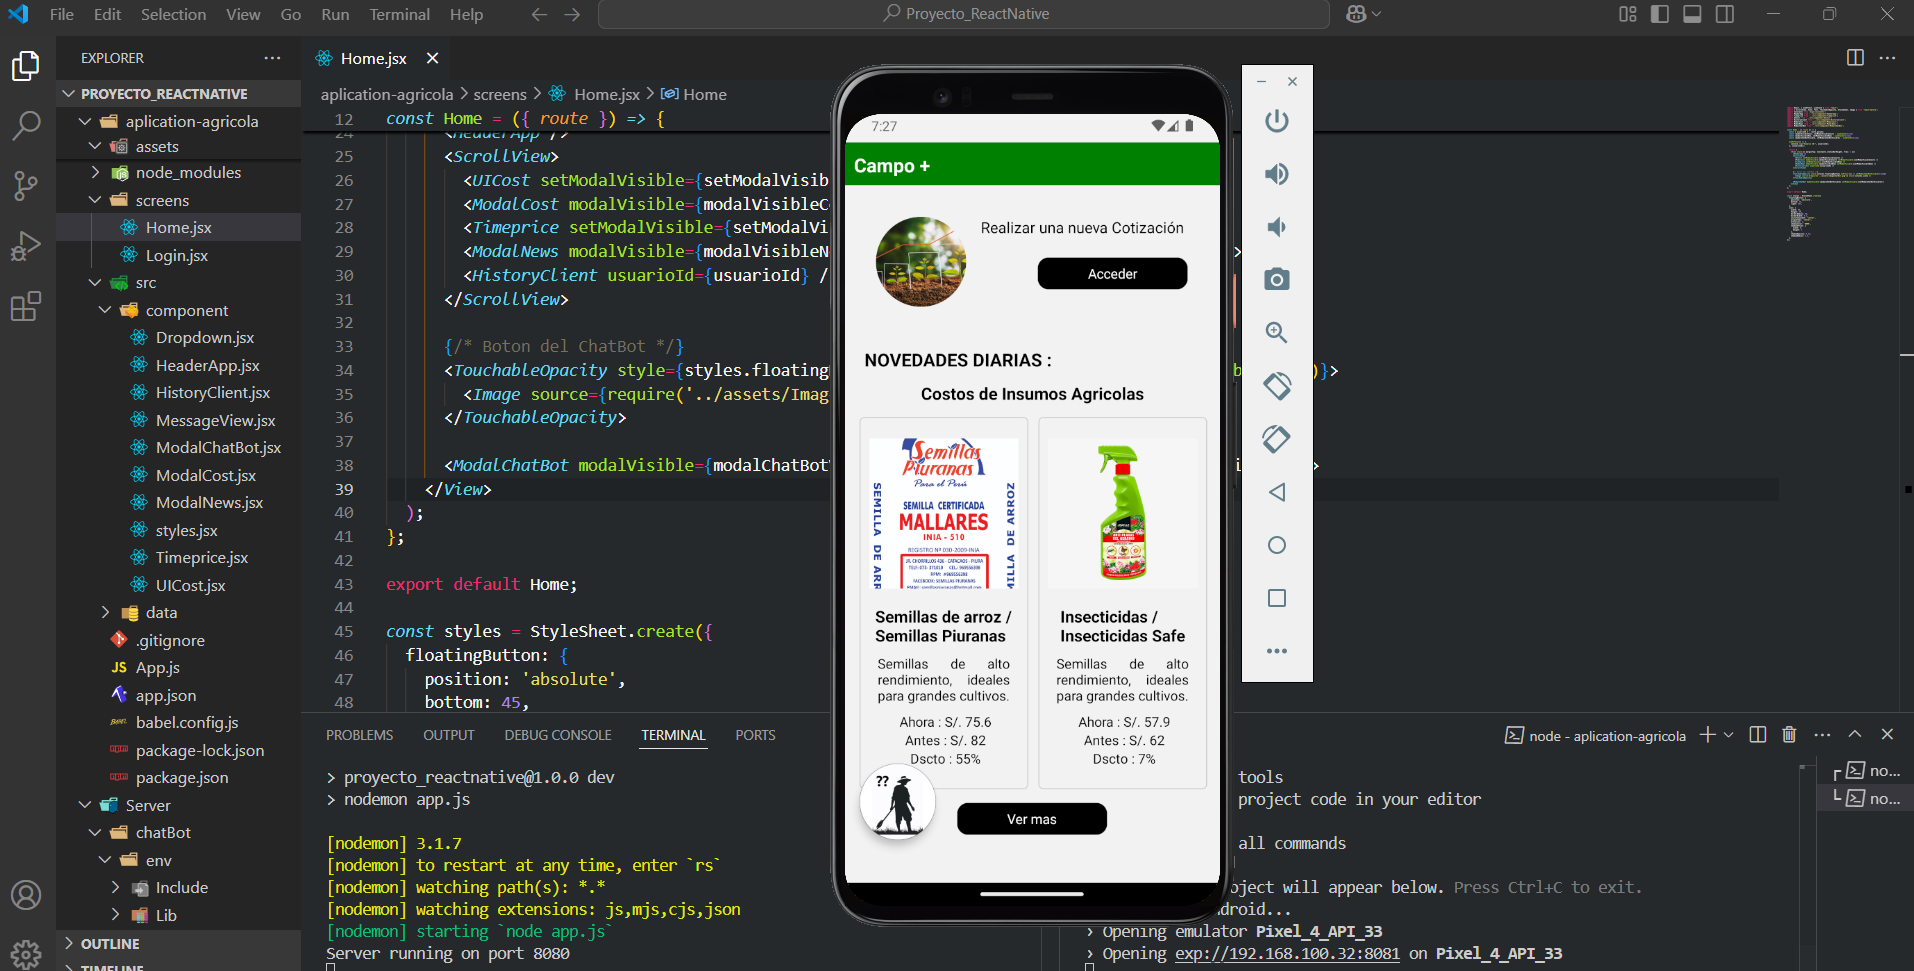 File Edit Selection View Go Run Terminal Help
Proyecto_ReactNative
EXPLORER
PROYECTO_REACTNATIVE
aplication-agricola
assets
node_modules
screens
Home.jsx
Login.jsx
src
component
Dropdown.jsx
HeaderApp.jsx
HistoryClient.jsx
MessageView.jsx
ModalChatBot.jsx
ModalCost.jsx
ModalNews.jsx
styles.jsx
Timeprice.jsx
UICost.jsx
data
.gitignore
JS App.js
app.json
babel.config.js
package-lock.json
package.json
Server
chatBot
env
Include
Lib
OUTLINE
TIMELINE
Home.jsx
aplication-agricola > screens > Home.jsx > Home
12 const Home = ({ route }) => {
24 <HeaderApp />
25 <ScrollView>
26 <UICost setModalVisible={setModalVisib
27 <ModalCost modalVisible={modalVisibleC
28 <Timeprice setModalVisible={setModalVi
29 <ModalNews modalVisible={modalVisibleN >
30 <HistoryClient usuarioId={usuarioId} /
31 </ScrollView>
32
33 {/* Boton del ChatBot */}
34 <TouchableOpacity style={styles.floating b )}>
35 <Image source={require('../assets/Imag
36 </TouchableOpacity>
37
38 <ModalChatBot modalVisible={modalChatBot i >
39 </View>
40 );
41 };
42
43 export default Home;
44
45 const styles = StyleSheet.create({
46 floatingButton: {
47 position: 'absolute',
48 bottom: 45,
PROBLEMS OUTPUT DEBUG CONSOLE TERMINAL PORTS
node - aplication-agricola
> proyecto_reactnative@1.0.0 dev
> nodemon app.js
[nodemon] 3.1.7
[nodemon] to restart at any time, enter `rs`
[nodemon] watching path(s): *.*
[nodemon] watching extensions: js,mjs,cjs,json
[nodemon] starting `node app.js`
Server running on port 8080
tools
project code in your editor
all commands
oject will appear below. Press Ctrl+C to exit.
ndroid...
› Opening emulator Pixel_4_API_33
› Opening exp://192.168.100.32:8081 on Pixel_4_API_33
no...
no...
7:27
Campo +
Realizar una nueva Cotización
Acceder
NOVEDADES DIARIAS :
Costos de Insumos Agricolas
Semillas
Piuranas
Para el Perú
SEMILLA CERTIFICADA
MALLARES
INIA - 510
SEMILLA DE ARR
MILLA DE ARROZ
Semillas de arroz /
Semillas Piuranas
Semillas de alto
rendimiento, ideales
para grandes cultivos.
Ahora : S/. 75.6
Antes : S/. 82
Dscto : 55%
Insecticidas /
Insecticidas Safe
Semillas de alto
rendimiento, ideales
para grandes cultivos.
Ahora : S/. 57.9
Antes : S/. 62
Dscto : 7%
??
Ver mas